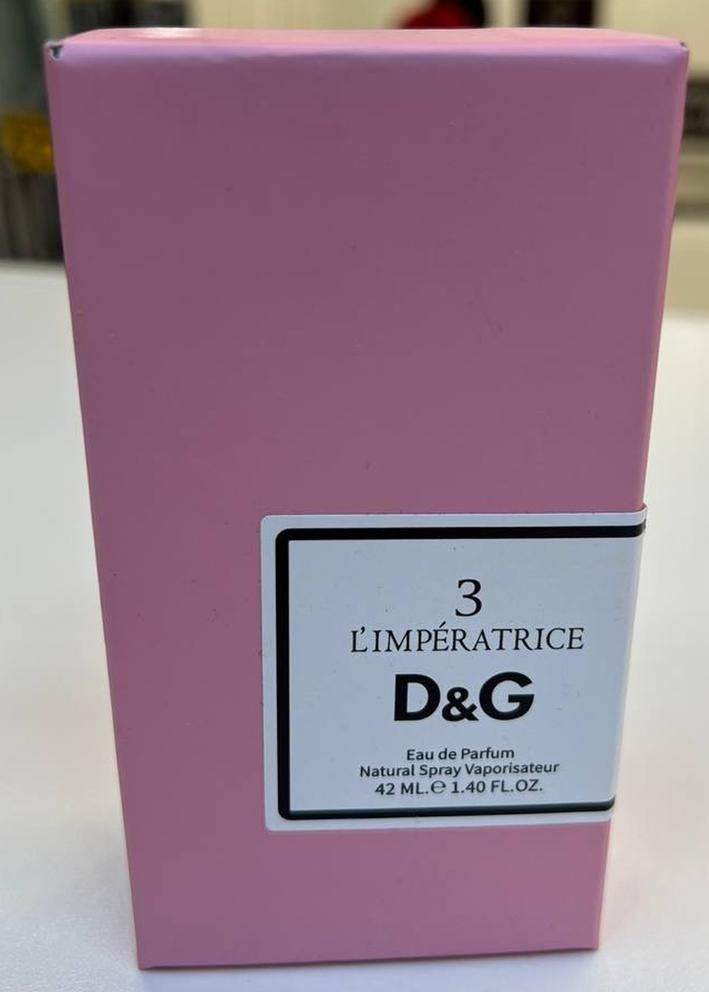 3
L'IMPÉRATRICE
D&G
Eau de Parfum
Natural Spray Vaporisateur
42 ML.℮ 1.40 FL.OZ.